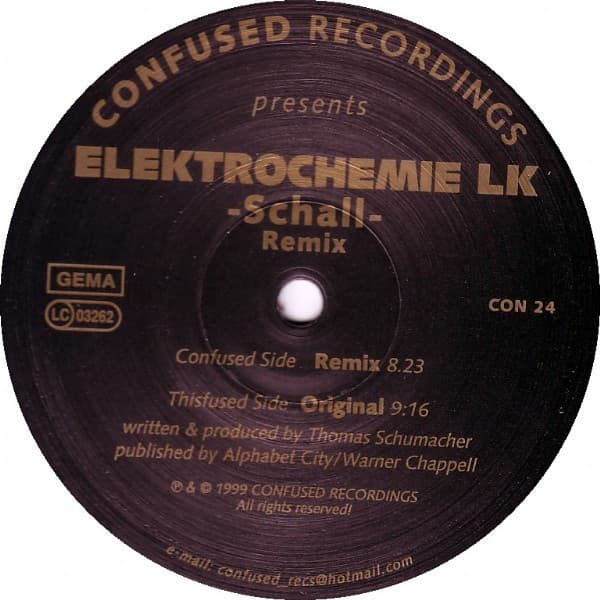 CONFUSED RECORDINGS
presents
ELEKTROCHEMIE LK
-Schall-
Remix
GEMA
LC 03262
CON 24
Confused Side Remix 8.23
Thisfused Side Original 9:16
written & produced by Thomas Schumacher
published by Alphabet City/Warner Chappell
℗ & © 1999 CONFUSED RECORDINGS
All rights reserved!
e-mail: confused_recs@hotmail.com